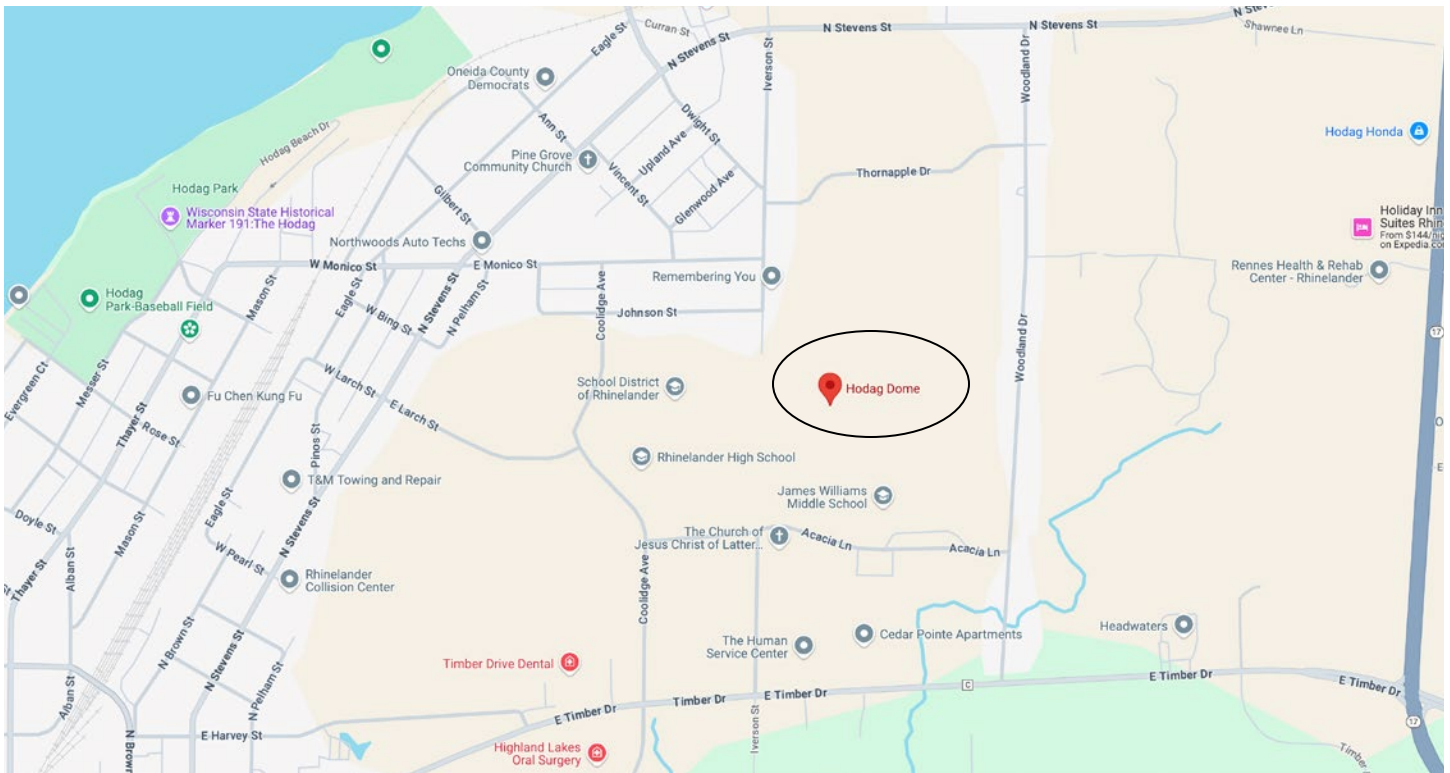 N Stevens St
N Stevens St
Shawnee Ln
Curran St
Eagle St
N Stevens St
Iverson St
Woodland Dr
Oneida County
Democrats
Hodag Honda
Dwight St
Ann St
Hodag Beach Dr
Pine Grove
Community Church
Upland Ave
Vincent St
Thornapple Dr
Hodag Park
Gilbert St
Glenwood Ave
Wisconsin State Historical
Marker 191:The Hodag
Holiday Inn
Suites
From $144
on Expedia
Northwoods Auto Techs
W Monico St
E Monico St
Remembering You
Rennes Health & Rehab
Center - Rhinelander
Hodag
Park-Baseball Field
Mason St
Eagle St
W Bing St
N Stevens St
N Pelham St
Coolidge Ave
Johnson St
17
Woodland Dr
Evergreen Ct
Messer St
W Larch St
School District
of Rhinelander
Hodag Dome
Fu Chen Kung Fu
Thayer St
Rose St
E Larch St
Pinos St
Rhinelander High School
T&M Towing and Repair
James Williams
Middle School
Doyle St
Mason St
Eagle St
N Stevens St
The Church of
Jesus Christ of Latter...
Acacia Ln
Acacia Ln
W Pearl St
Alban St
Thayer St
Rhinelander
Collision Center
Coolidge Ave
N Brown St
N Stevens St
The Human
Service Center
Cedar Pointe Apartments
Headwaters
Timber Drive Dental
Alban St
N Pelham St
C
E Timber Dr
E Timber Dr
E Timber Dr
Timber Dr
E Timber Dr
Iverson St
17
E Harvey St
N Brown
Highland Lakes
Oral Surgery
Timber